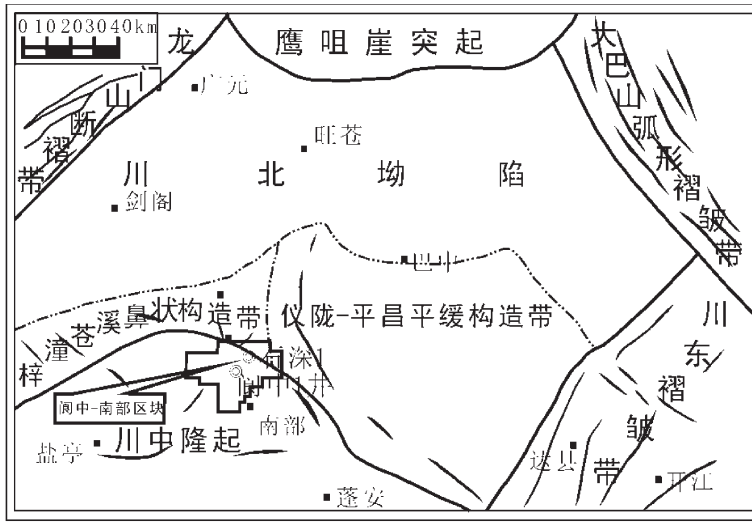 0 10 20 30 40km
龙门山断褶带
鹰咀崖突起
大巴山弧形褶皱带
广元
旺苍
川北坳陷
剑阁
巴中
梓潼苍溪鼻状构造带
仪陇-平昌平缓构造带
川东褶皱带
阆中-南部区块
南部
川中隆起
盐亭
达县
开江
蓬安